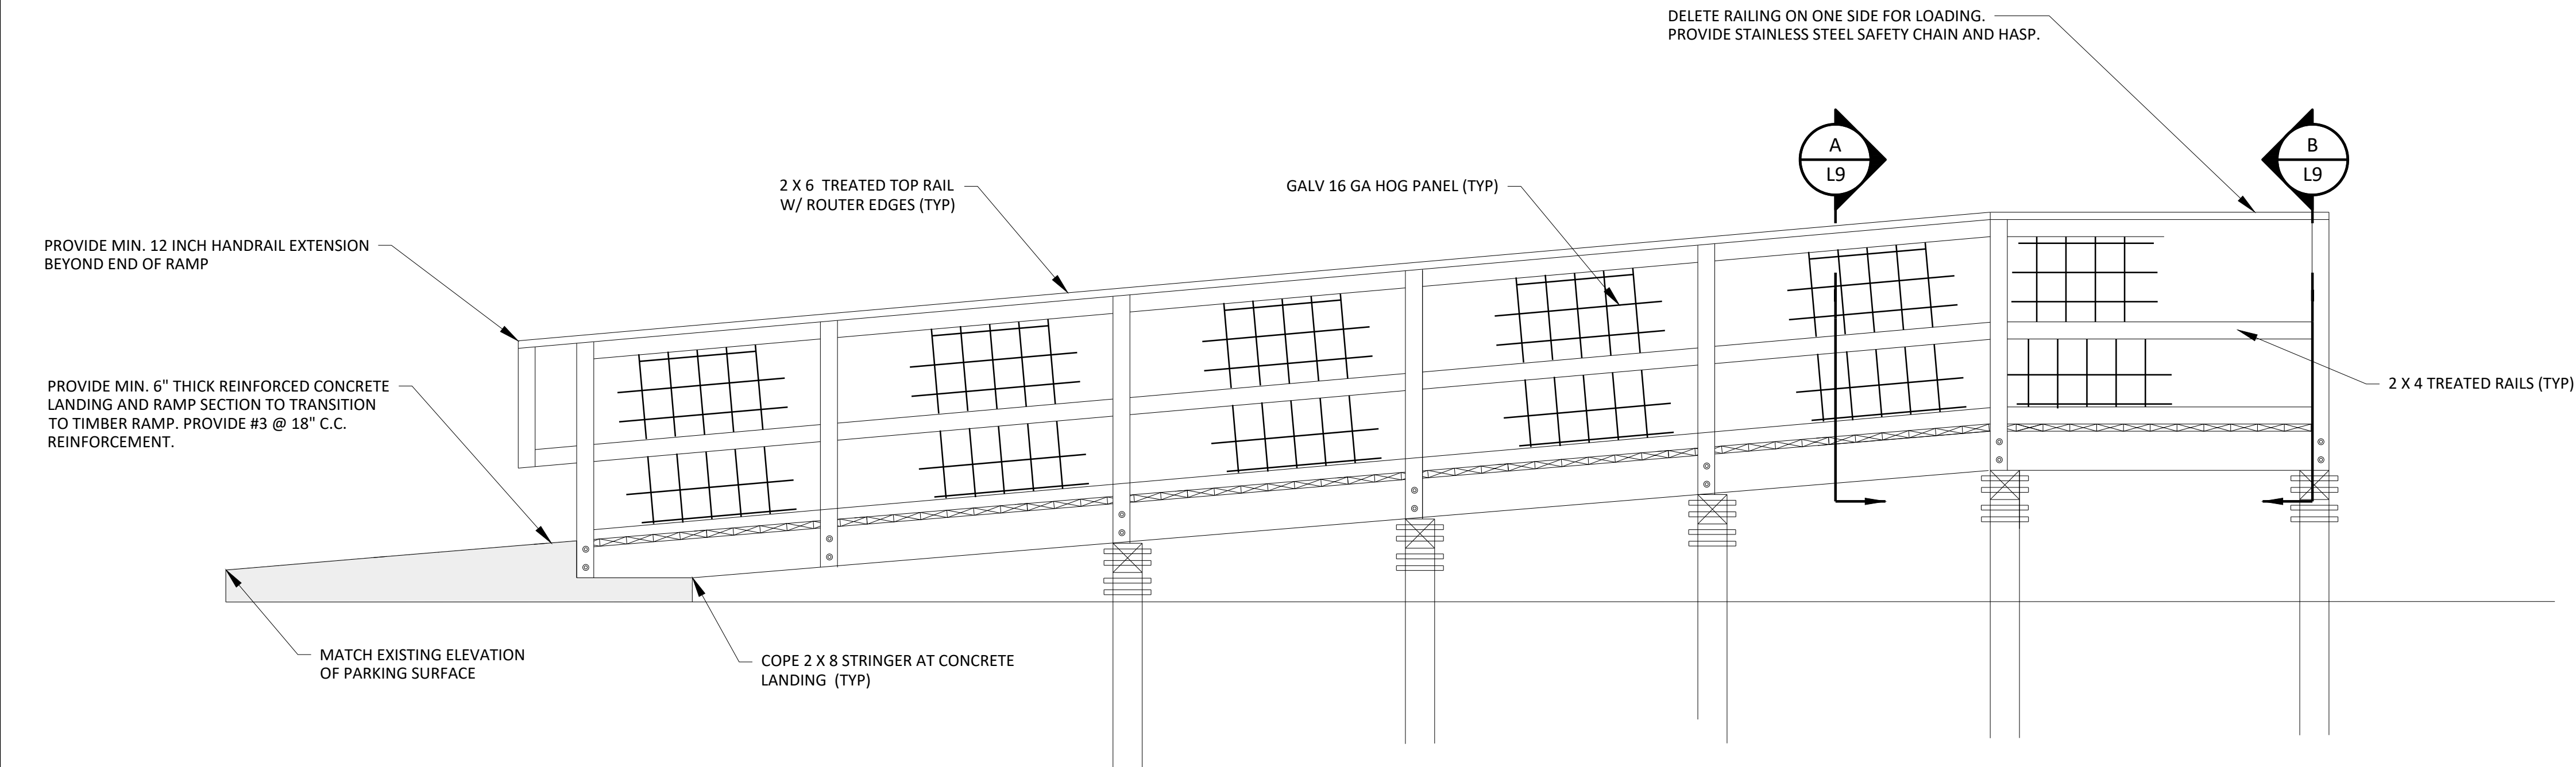 DELETE RAILING ON ONE SIDE FOR LOADING.
PROVIDE STAINLESS STEEL SAFETY CHAIN AND HASP.
A
L9
B
L9
2 X 6 TREATED TOP RAIL
W/ ROUTER EDGES (TYP)
GALV 16 GA HOG PANEL (TYP)
PROVIDE MIN. 12 INCH HANDRAIL EXTENSION
BEYOND END OF RAMP
PROVIDE MIN. 6" THICK REINFORCED CONCRETE
LANDING AND RAMP SECTION TO TRANSITION
TO TIMBER RAMP. PROVIDE #3 @ 18" C.C.
REINFORCEMENT.
2 X 4 TREATED RAILS (TYP)
MATCH EXISTING ELEVATION
OF PARKING SURFACE
COPE 2 X 8 STRINGER AT CONCRETE
LANDING (TYP)